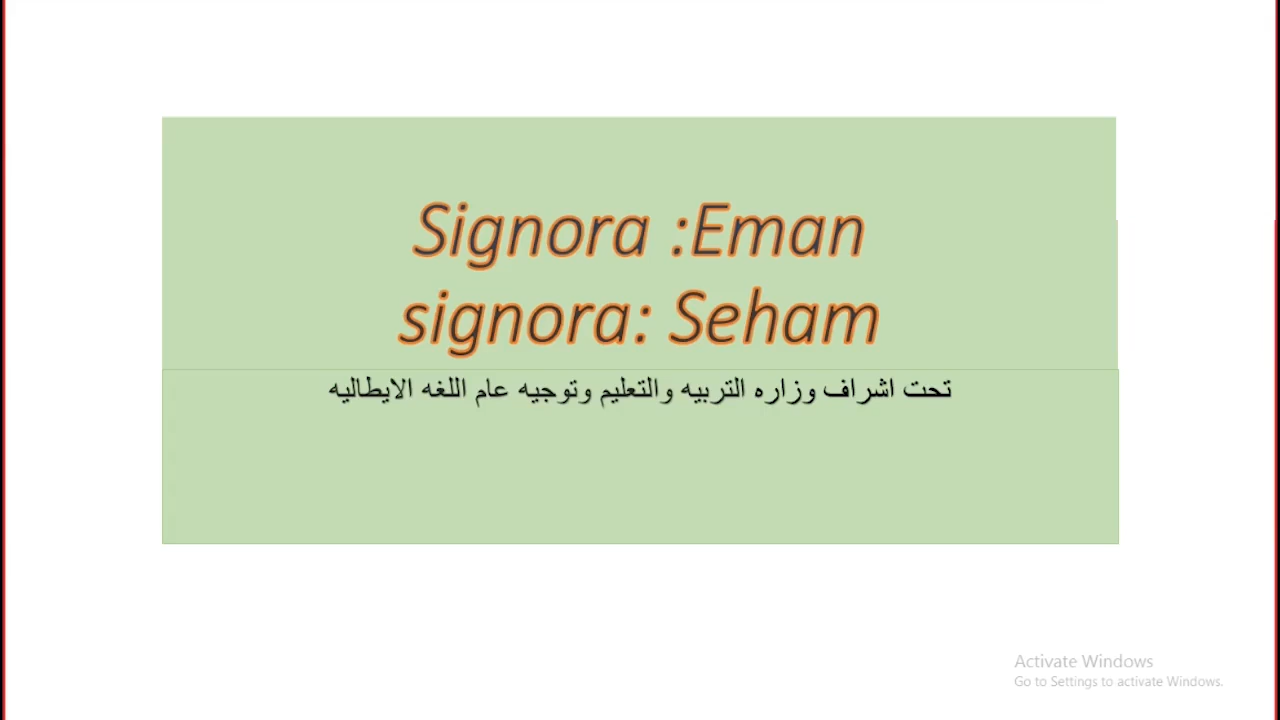 Signora :Eman
signora: Seham
تحت اشراف وزاره التربيه والتعليم وتوجيه عام اللغه الايطاليه
Activate Windows
Go to Settings to activate Windows.